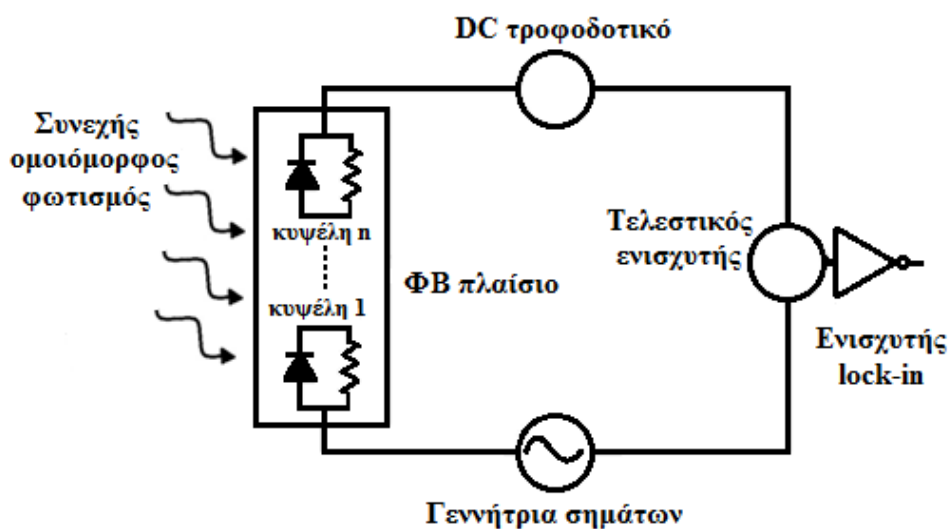 DC τροφοδοτικό
Συνεχής
ομοιόμορφος
φωτισμός
κυψέλη n
κυψέλη 1
ΦΒ πλαίσιο
Τελεστικός
ενισχυτής
Ενισχυτής
lock-in
Γεννήτρια σημάτων